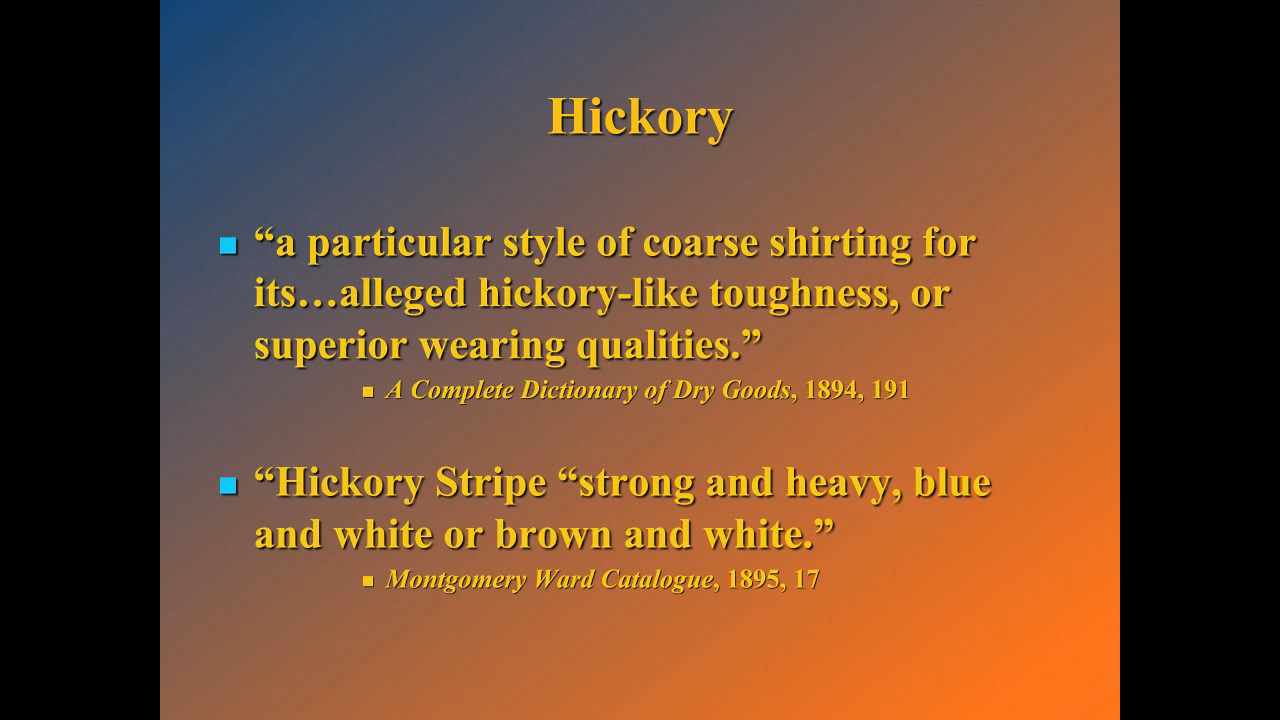 Hickory
“a particular style of coarse shirting for
its…alleged hickory-like toughness, or
superior wearing qualities.”
A Complete Dictionary of Dry Goods, 1894, 191
“Hickory Stripe “strong and heavy, blue
and white or brown and white.”
Montgomery Ward Catalogue, 1895, 17